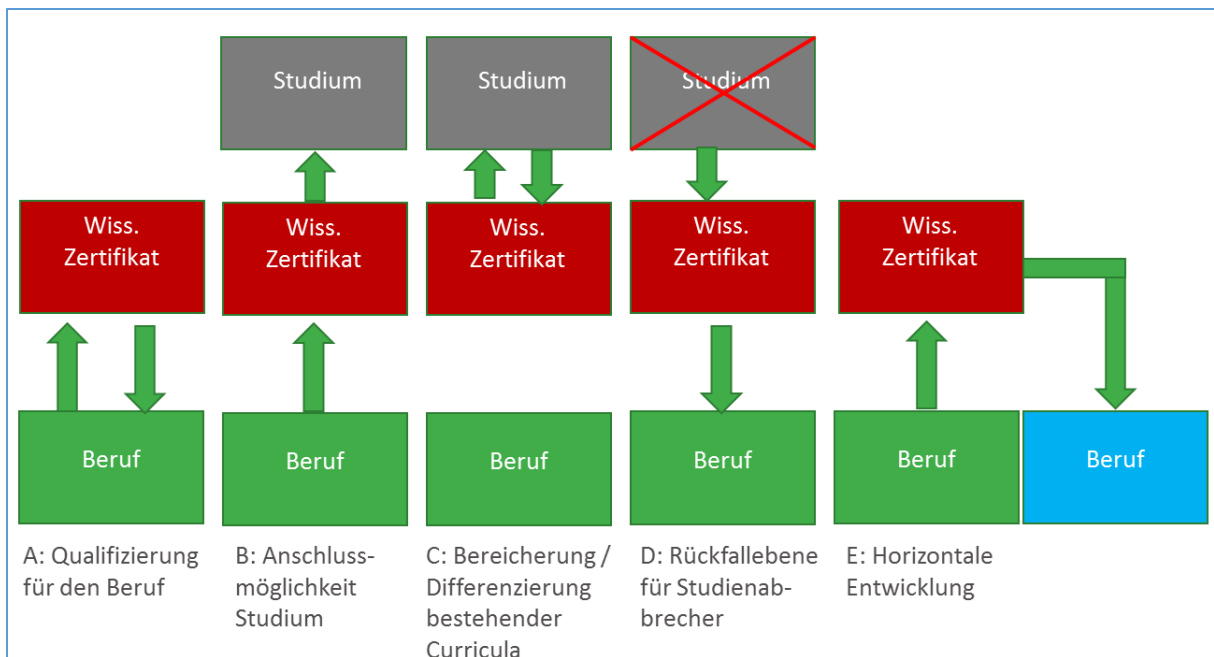 Studium
Studium
Studium
Wiss.
Zertifikat
Wiss.
Zertifikat
Wiss.
Zertifikat
Wiss.
Zertifikat
Wiss.
Zertifikat
Beruf
Beruf
Beruf
Beruf
Beruf
Beruf
A: Qualifizierung
für den Beruf
B: Anschluss-
möglichkeit
Studium
C: Bereicherung /
Differenzierung
bestehender
Curricula
D: Rückfallebene
für Studienab-
brecher
E: Horizontale
Entwicklung